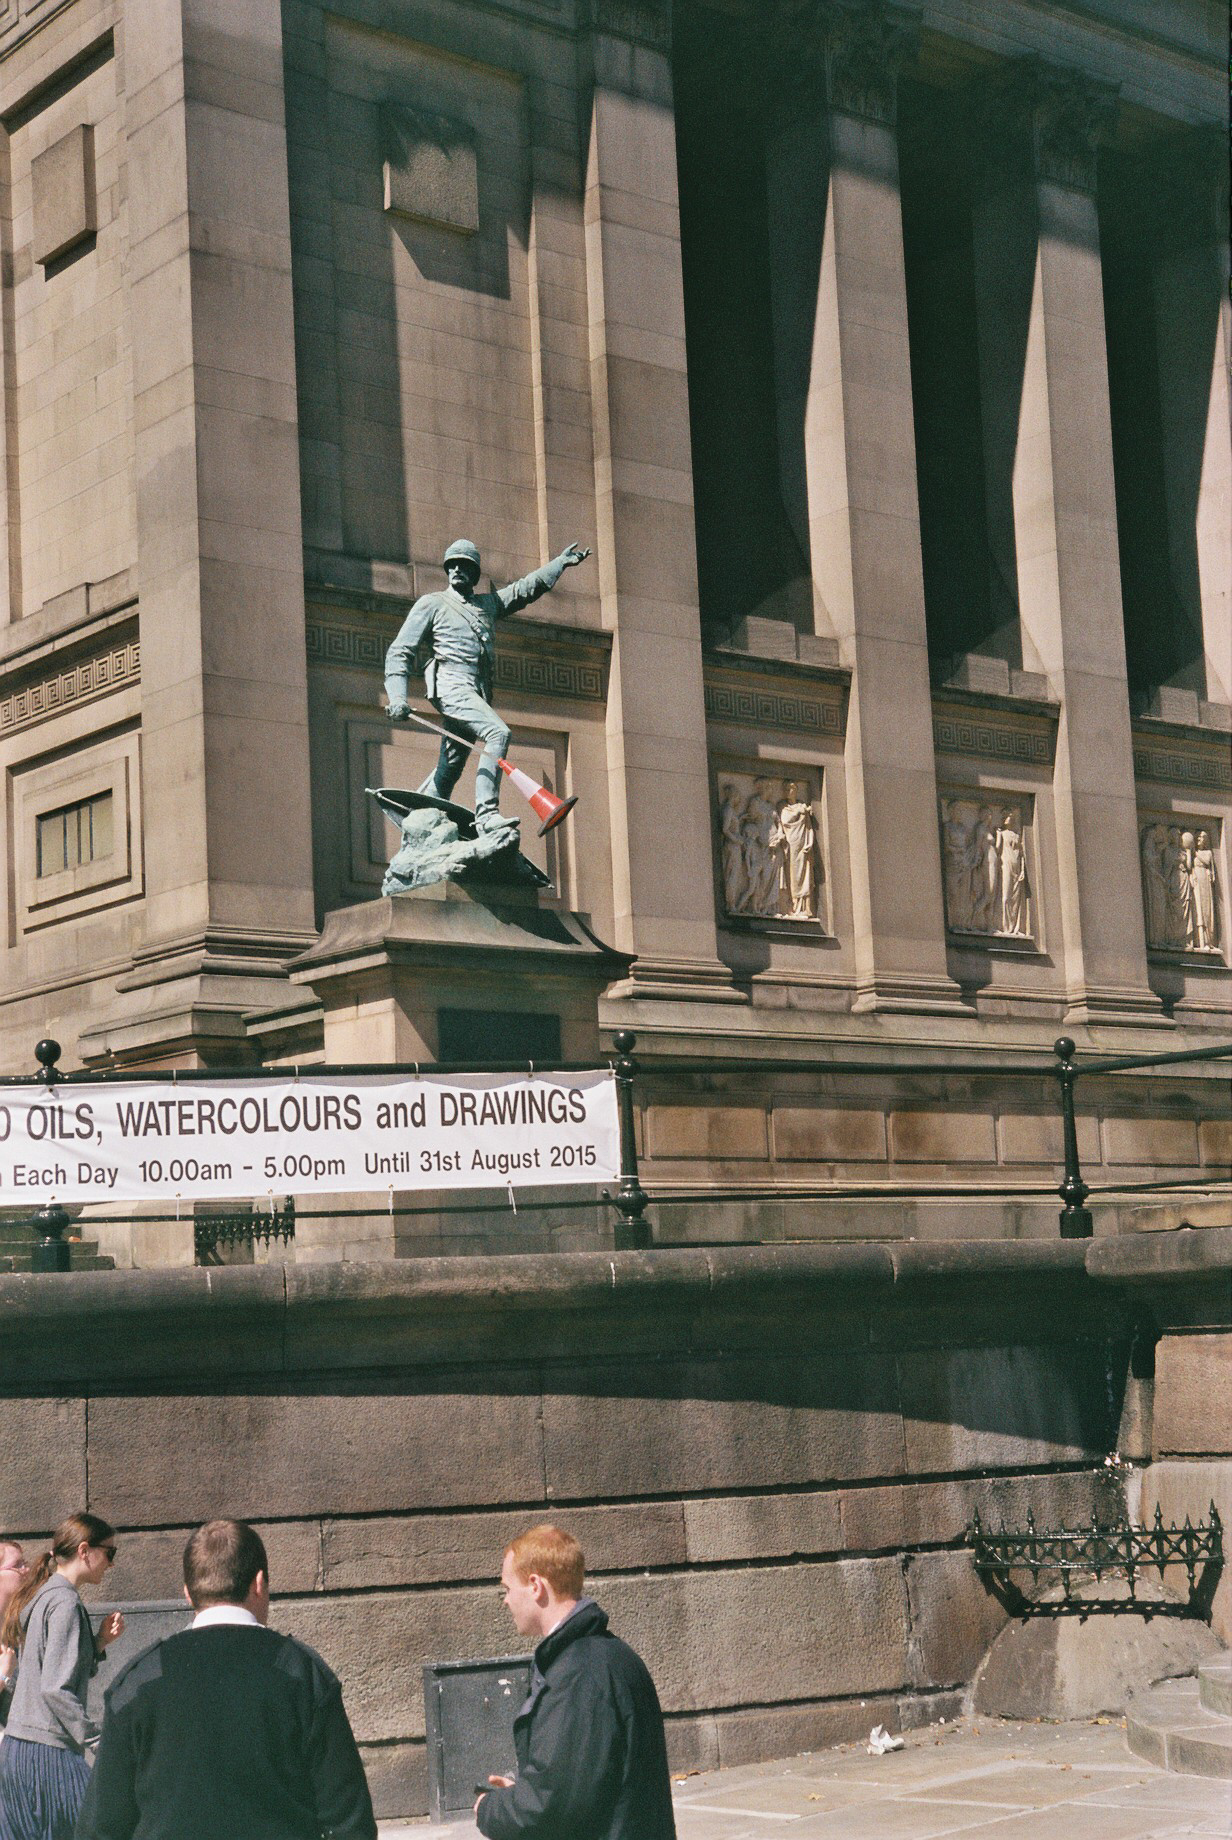 OILS, WATERCOLOURS and DRAWINGS
Each Day 10.00am - 5.00pm Until 31st August 2015